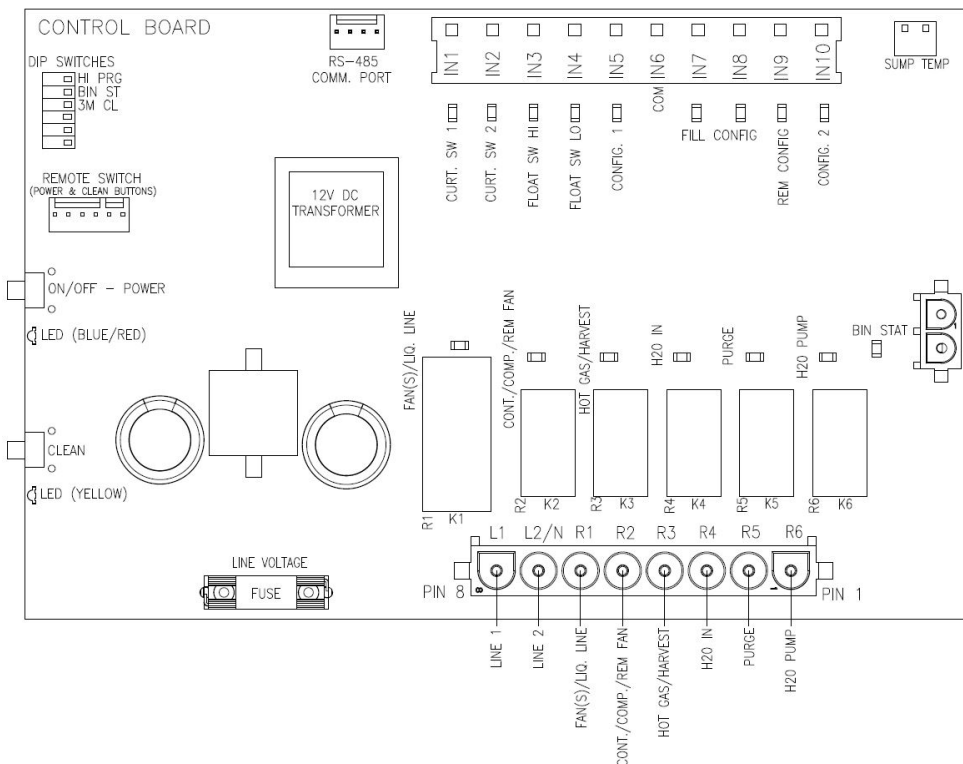 CONTROL BOARD
DIP SWITCHES
HI PRG
BIN ST
3M CL
RS-485
COMM. PORT
IN1
IN2
IN3
IN4
IN5
IN6
IN7
IN8
IN9
IN10
SUMP TEMP
CURT. SW 1
CURT. SW 2
FLOAT SW HI
FLOAT SW LO
CONFIG. 1
COM
FILL CONFIG
REM CONFIG
CONFIG. 2
REMOTE SWITCH
(POWER & CLEAN BUTTONS)
12V DC
TRANSFORMER
ON/OFF - POWER
LED (BLUE/RED)
CLEAN
LED (YELLOW)
FAN(S)/LIQ. LINE
CONT./COMP./REM FAN
HOT GAS/HARVEST
H20 IN
PURGE
H20 PUMP
BIN STAT
1
R1 K1
R2 K2
R3 K3
R4 K4
R5 K5
R6 K6
LINE VOLTAGE
FUSE
L1 L2/N R1 R2 R3 R4 R5 R6
PIN 8
8
1
PIN 1
LINE 1
LINE 2
FAN(S)/LIQ. LINE
CONT./COMP./REM FAN
HOT GAS/HARVEST
H20 IN
PURGE
H20 PUMP